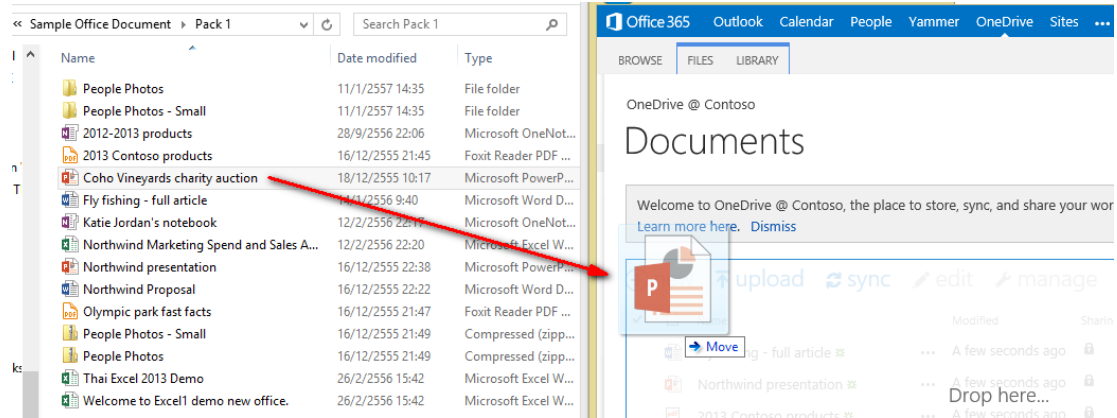 « Sample Office Document Pack 1
Search Pack 1
Name Date modified Type
People Photos 11/1/2557 14:35 File folder
People Photos - Small 11/1/2557 14:35 File folder
2012-2013 products 28/9/2556 22:06 Microsoft OneNot...
2013 Contoso products 16/12/2555 21:45 Foxit Reader PDF ...
Coho Vineyards charity auction 18/12/2555 10:17 Microsoft PowerP...
Fly fishing - full article 14/1/2556 9:40 Microsoft Word D...
Katie Jordan's notebook 12/2/2556 22:17 Microsoft OneNot...
Northwind Marketing Spend and Sales A... 12/2/2556 22:20 Microsoft Excel W...
Northwind presentation 16/12/2555 22:38 Microsoft PowerP...
Northwind Proposal 16/12/2555 22:22 Microsoft Word D...
Olympic park fast facts 16/12/2555 21:47 Foxit Reader PDF ...
People Photos - Small 16/12/2555 21:49 Compressed (zipp...
People Photos 16/12/2555 21:49 Compressed (zipp...
Thai Excel 2013 Demo 26/2/2556 15:42 Microsoft Excel W...
Welcome to Excel1 demo new office. 26/2/2556 15:42 Microsoft Excel W...
Office 365 Outlook Calendar People Yammer OneDrive Sites ...
BROWSE FILES LIBRARY
OneDrive @ Contoso
Documents
Welcome to OneDrive @ Contoso, the place to store, sync, and share your wor
Learn more here. Dismiss
upload sync edit manage
Modified Sharin
P
Move
- full article ... A few seconds ago
Northwind presentation ... A few seconds ago
Drop here...
2013 Contoso products ... A few seconds ago